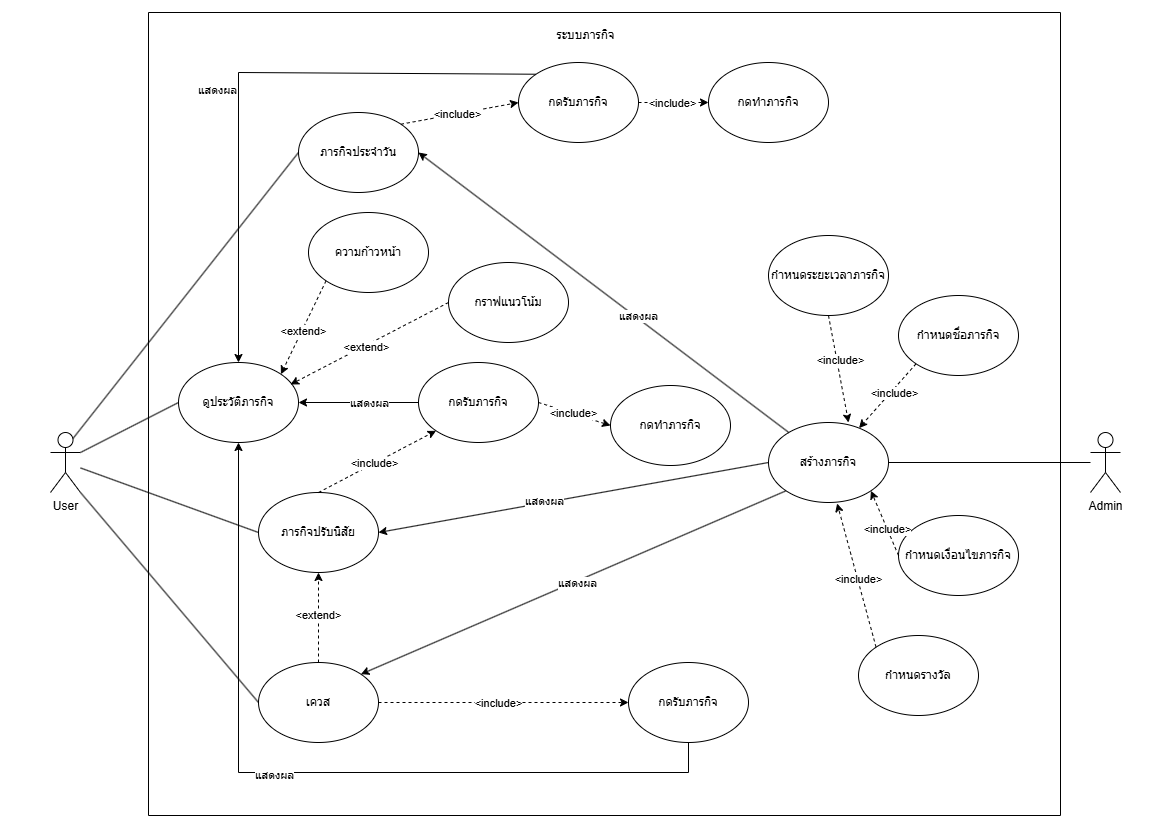 ระบบภารกิจ
แสดงผล
กดรับภารกิจ
<include>
กดทำภารกิจ
<include>
ภารกิจประจำวัน
ความก้าวหน้า
กราฟแนวโน้ม
กำหนดระยะเวลาภารกิจ
แสดงผล
<extend>
<extend>
กำหนดชื่อภารกิจ
<include>
<include>
ดูประวัติภารกิจ
แสดงผล
กดรับภารกิจ
<include>
กดทำภารกิจ
<include>
สร้างภารกิจ
User
Admin
แสดงผล
ภารกิจปรับนิสัย
<include>
กำหนดเงื่อนไขภารกิจ
แสดงผล
<include>
<extend>
กำหนดรางวัล
เควส
<include>
กดรับภารกิจ
แสดงผล